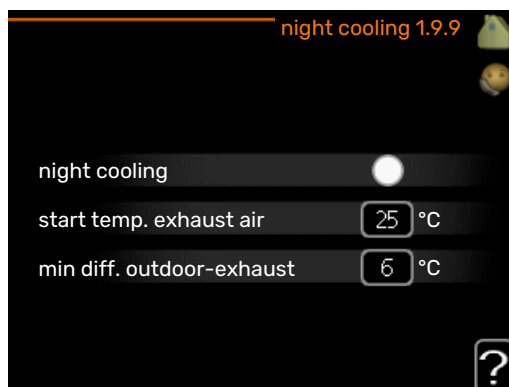 night cooling 1.9.9
night cooling
start temp. exhaust air 25 °C
min diff. outdoor-exhaust 6 °C
?